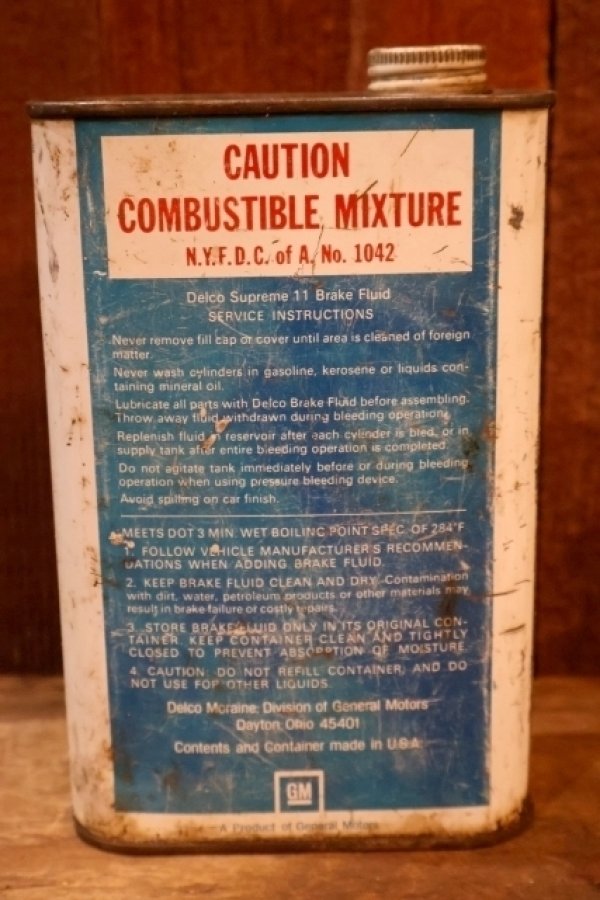 CAUTION
COMBUSTIBLE MIXTURE
N.Y.F.D.C. of A. No. 1042
Delco Supreme 11 Brake Fluid
SERVICE INSTRUCTIONS
Never remove fill cap or cover until area is cleaned of foreign
matter.
Never wash cylinders in gasoline, kerosene or liquids con-
taining mineral oil.
Lubricate all parts with Delco Brake Fluid before assembling.
Throw away fluid withdrawn during bleeding operation.
Replenish fluid in reservoir after each cylinder is bled, or in
supply tank after entire bleeding operation is completed.
Do not agitate tank immediately before or during bleeding
operation when using pressure bleeding device.
Avoid spilling on car finish.
MEETS DOT 3 MIN. WET BOILING POINT SPEC. OF 284°F
1. FOLLOW VEHICLE MANUFACTURER'S RECOMMEN-
DATIONS WHEN ADDING BRAKE FLUID.
2. KEEP BRAKE FLUID CLEAN AND DRY. Contamination
with dirt, water, petroleum products or other materials may
result in brake failure or costly repairs.
3. STORE BRAKE FLUID ONLY IN ITS ORIGINAL CON-
TAINER. KEEP CONTAINER CLEAN AND TIGHTLY
CLOSED TO PREVENT ABSORPTION OF MOISTURE.
4. CAUTION: DO NOT REFILL CONTAINER, AND DO
NOT USE FOR OTHER LIQUIDS.
Delco Moraine, Division of General Motors
Dayton, Ohio 45401
Contents and Container made in U.S.A.
GM
A Product of General Motors